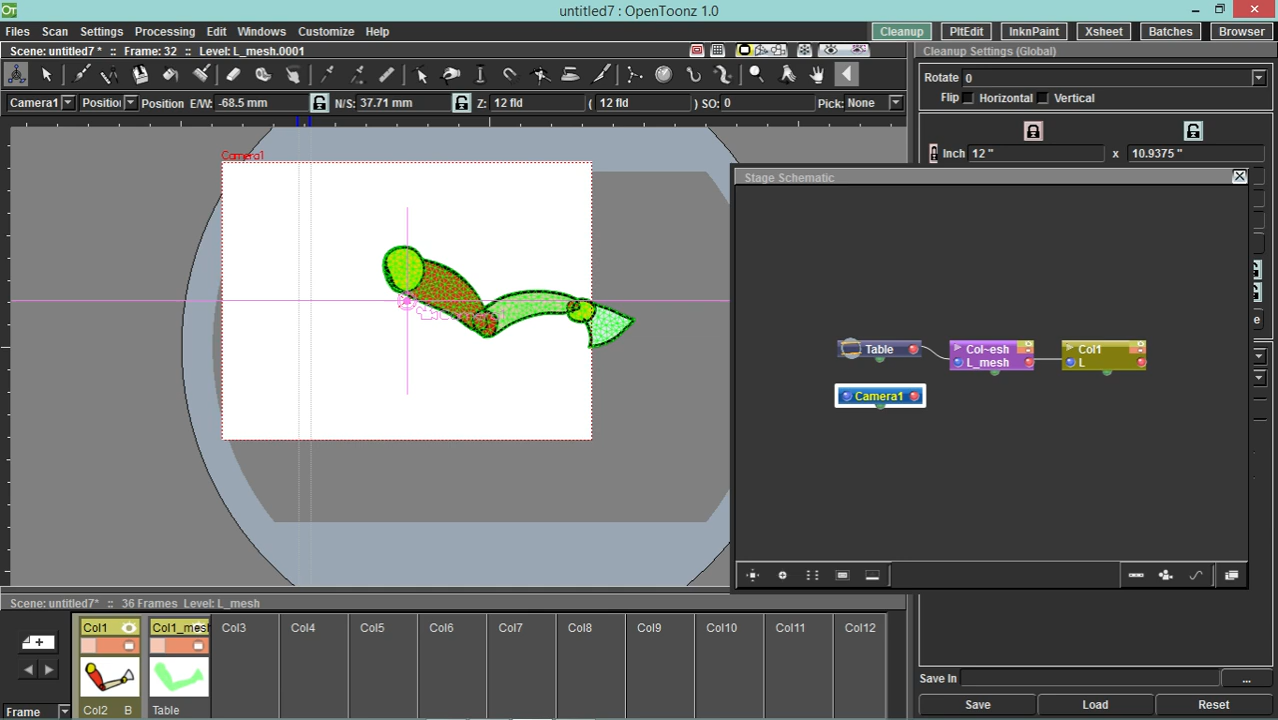 untitled7 : OpenToonz 1.0
Files Scan Settings Processing Edit Windows Customize Help
Cleanup PltEdit InknPaint Xsheet Batches Browser
Scene: untitled7 * :: Frame: 32 :: Level: L_mesh.0001
Cleanup Settings (Global)
Rotate 0
Camera1 Position E/W: -68.5 mm N/S: 37.71 mm Z: 12 fld ( 12 fld ) SO: 0 Pick: None
Flip Horizontal Vertical
Inch 12 " x 10.9375 "
Camera1
Stage Schematic
Table
Col~esh
L_mesh
Col1
L
Camera1
Scene: untitled7* :: 36 Frames Level: L_mesh
Col1 Col1_mesh Col3 Col4 Col5 Col6 Col7 Col8 Col9 Col10 Col11 Col12
Col2 B Table
Frame
Save In ...
Save Load Reset